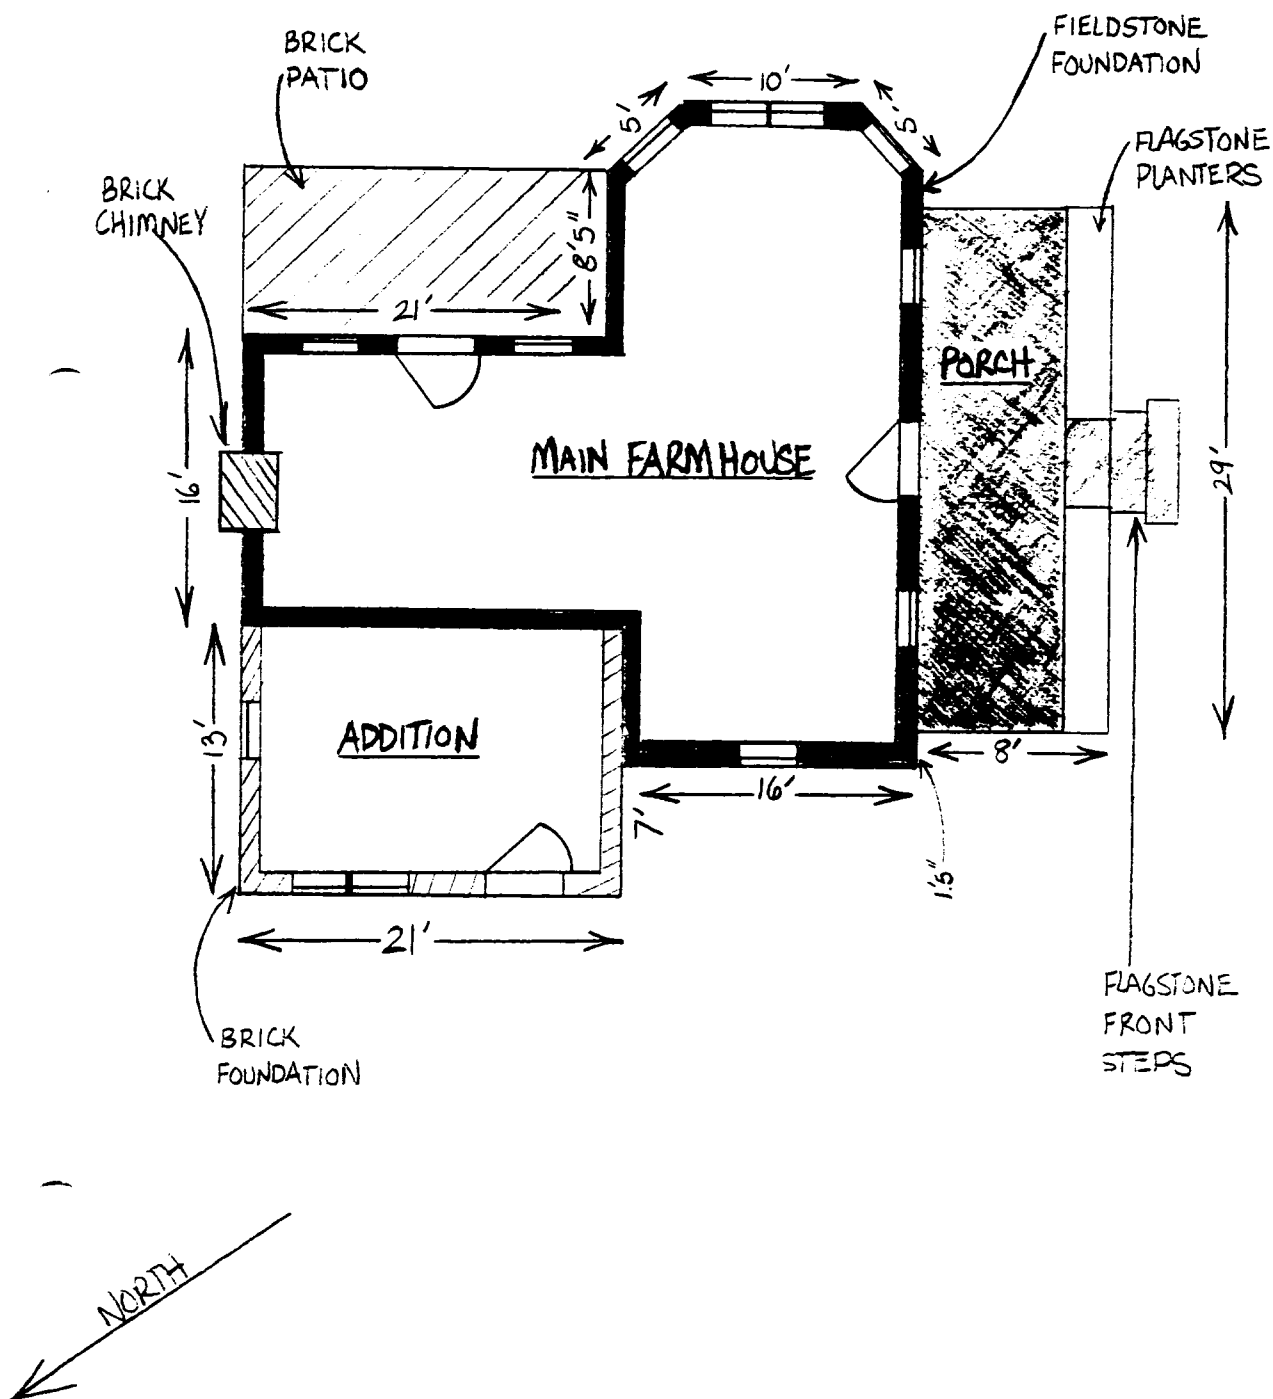 BRICK
PATIO
10'
5'
5'
FIELDSTONE
FOUNDATION
FLAGSTONE
PLANTERS
BRICK
CHIMNEY
8'5"
21'
PORCH
MAIN FARMHOUSE
16'
29'
13'
ADDITION
8'
16'
7'
1'5"
21'
FLAGSTONE
FRONT
STEPS
BRICK
FOUNDATION
NORTH